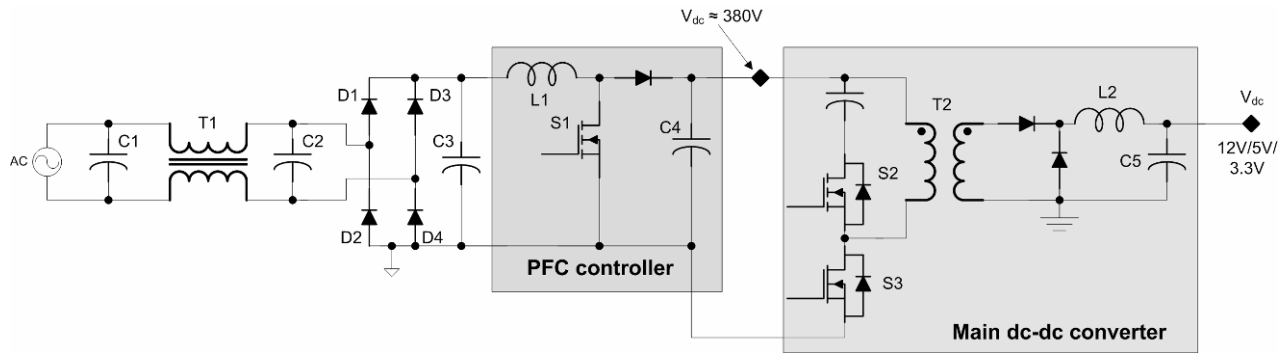 V_dc ≈ 380V
D1
D3
L1
T2
L2
V_dc
T1
S1
C1
C2
C3
C4
AC
12V/5V/
3.3V
C5
S2
D2
D4
PFC controller
S3
Main dc-dc converter